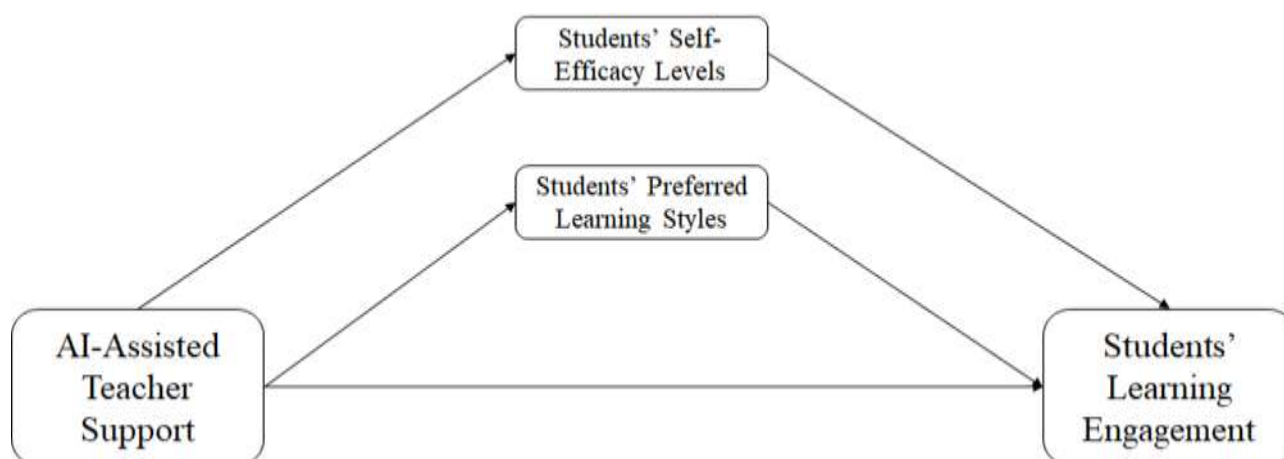 Students’ Self-
Efficacy Levels
Students’ Preferred
Learning Styles
AI-Assisted
Teacher
Support
Students’
Learning
Engagement